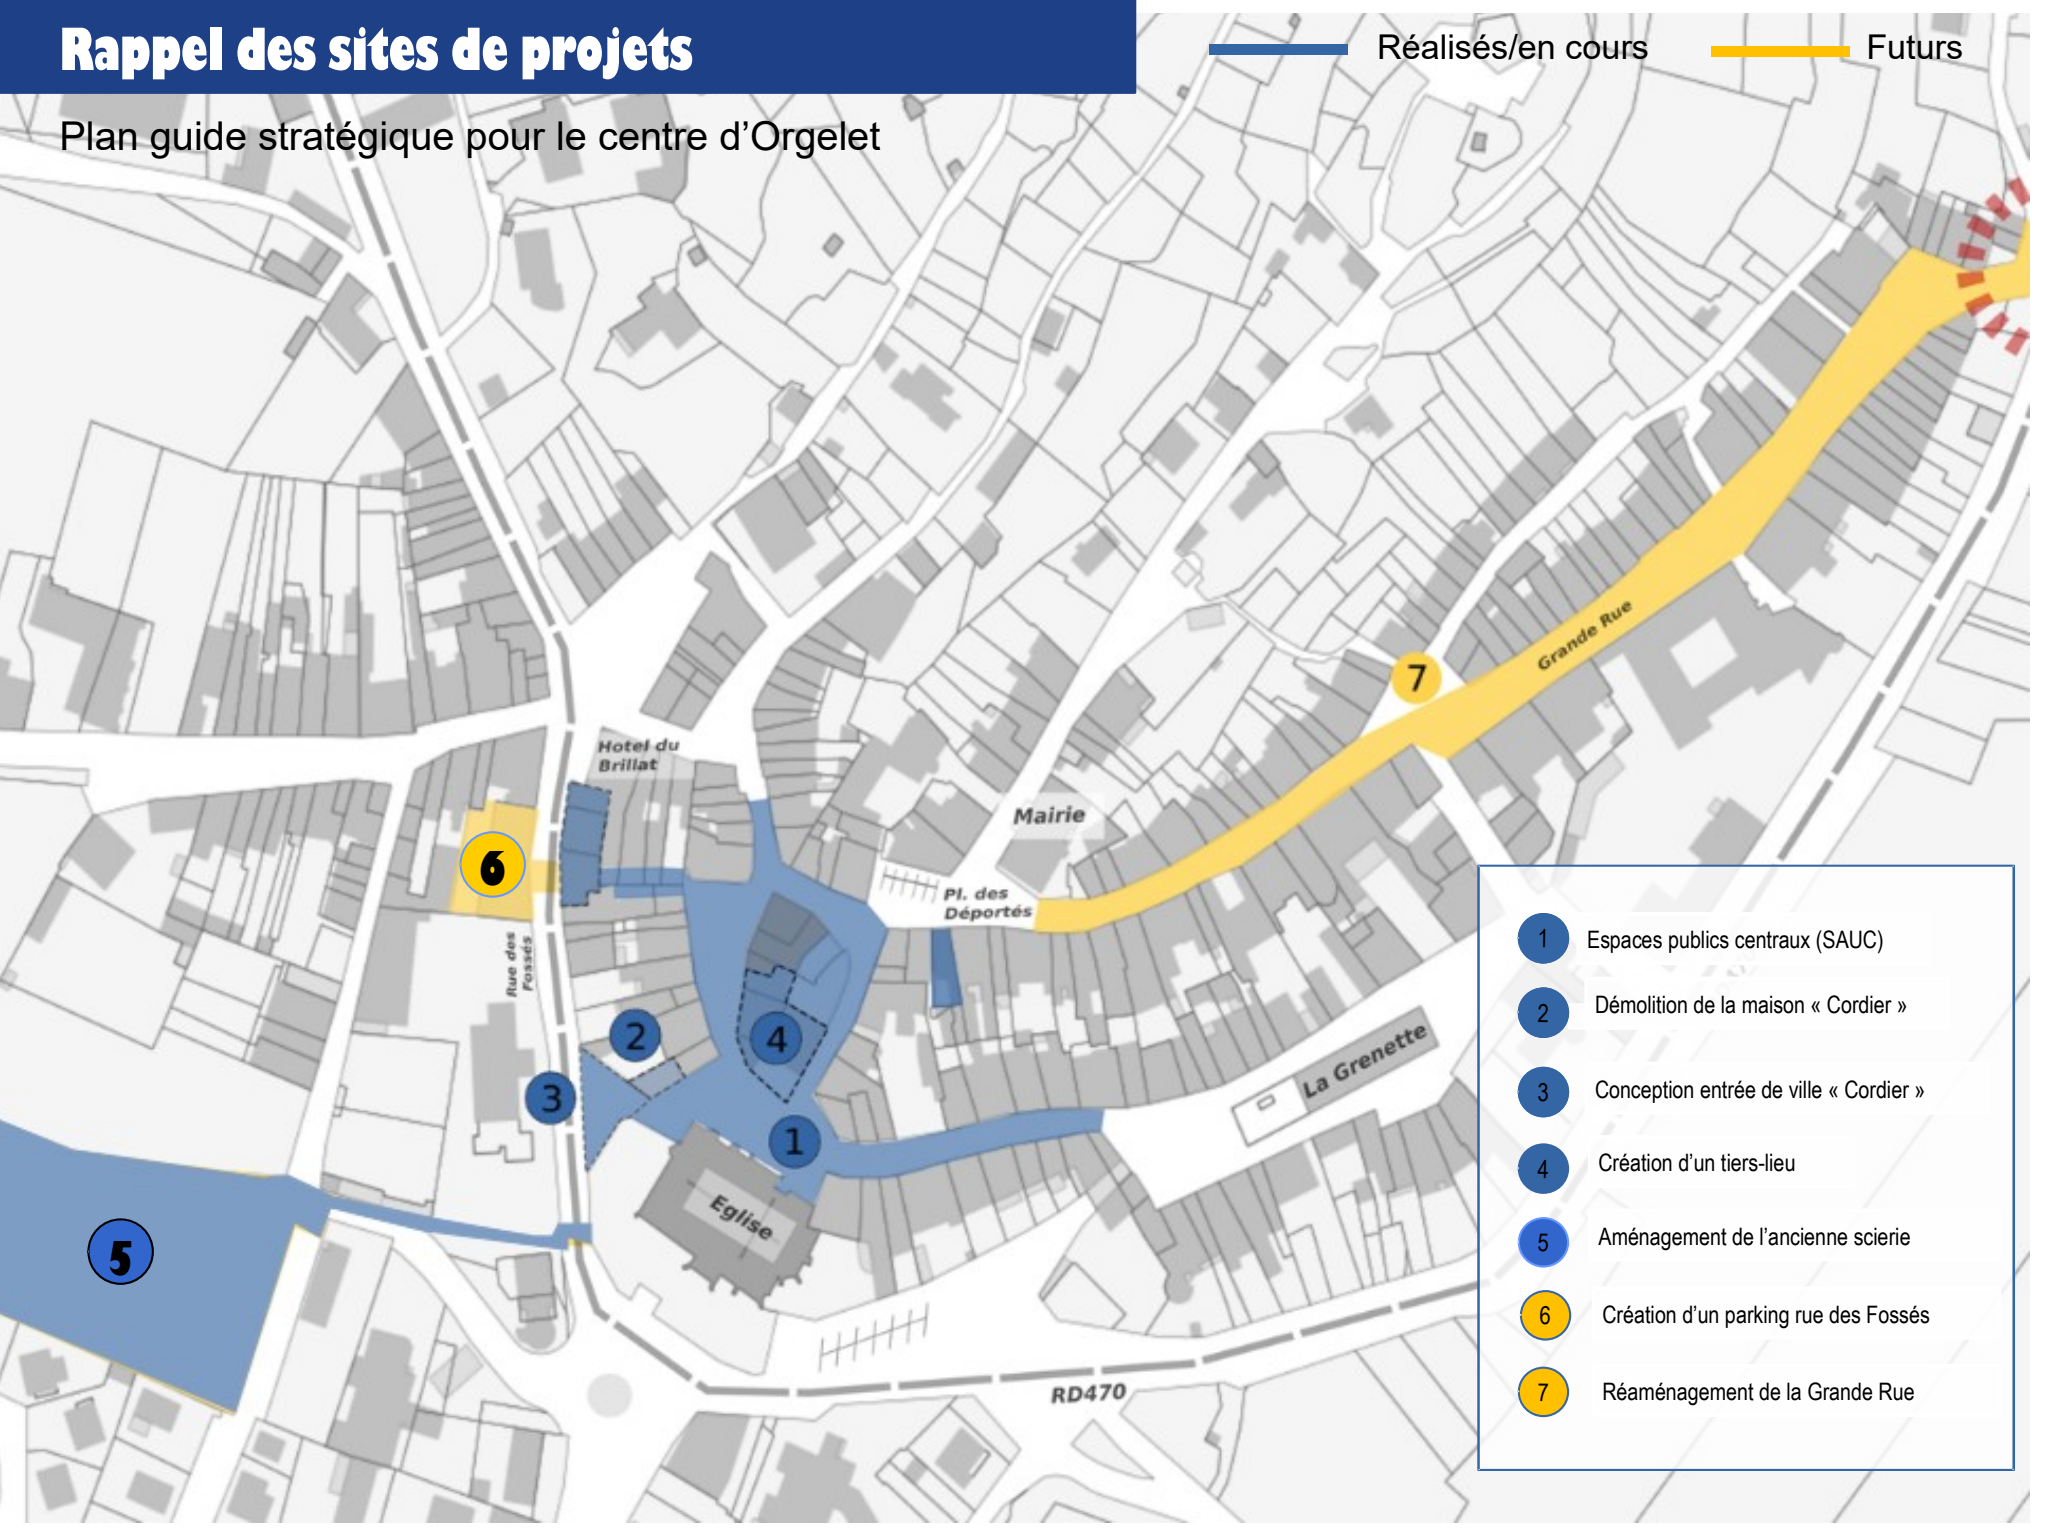 Rappel des sites de projets
Réalisés/en cours
Futurs
Plan guide stratégique pour le centre d’Orgelet
Grande Rue
7
Hotel du
Brillat
Mairie
6
Pl. des
Déportés
Rue des
Fossés
2
4
3
1
La Grenette
Eglise
5
RD470
1 Espaces publics centraux (SAUC)
2 Démolition de la maison « Cordier »
3 Conception entrée de ville « Cordier »
4 Création d’un tiers-lieu
5 Aménagement de l’ancienne scierie
6 Création d’un parking rue des Fossés
7 Réaménagement de la Grande Rue